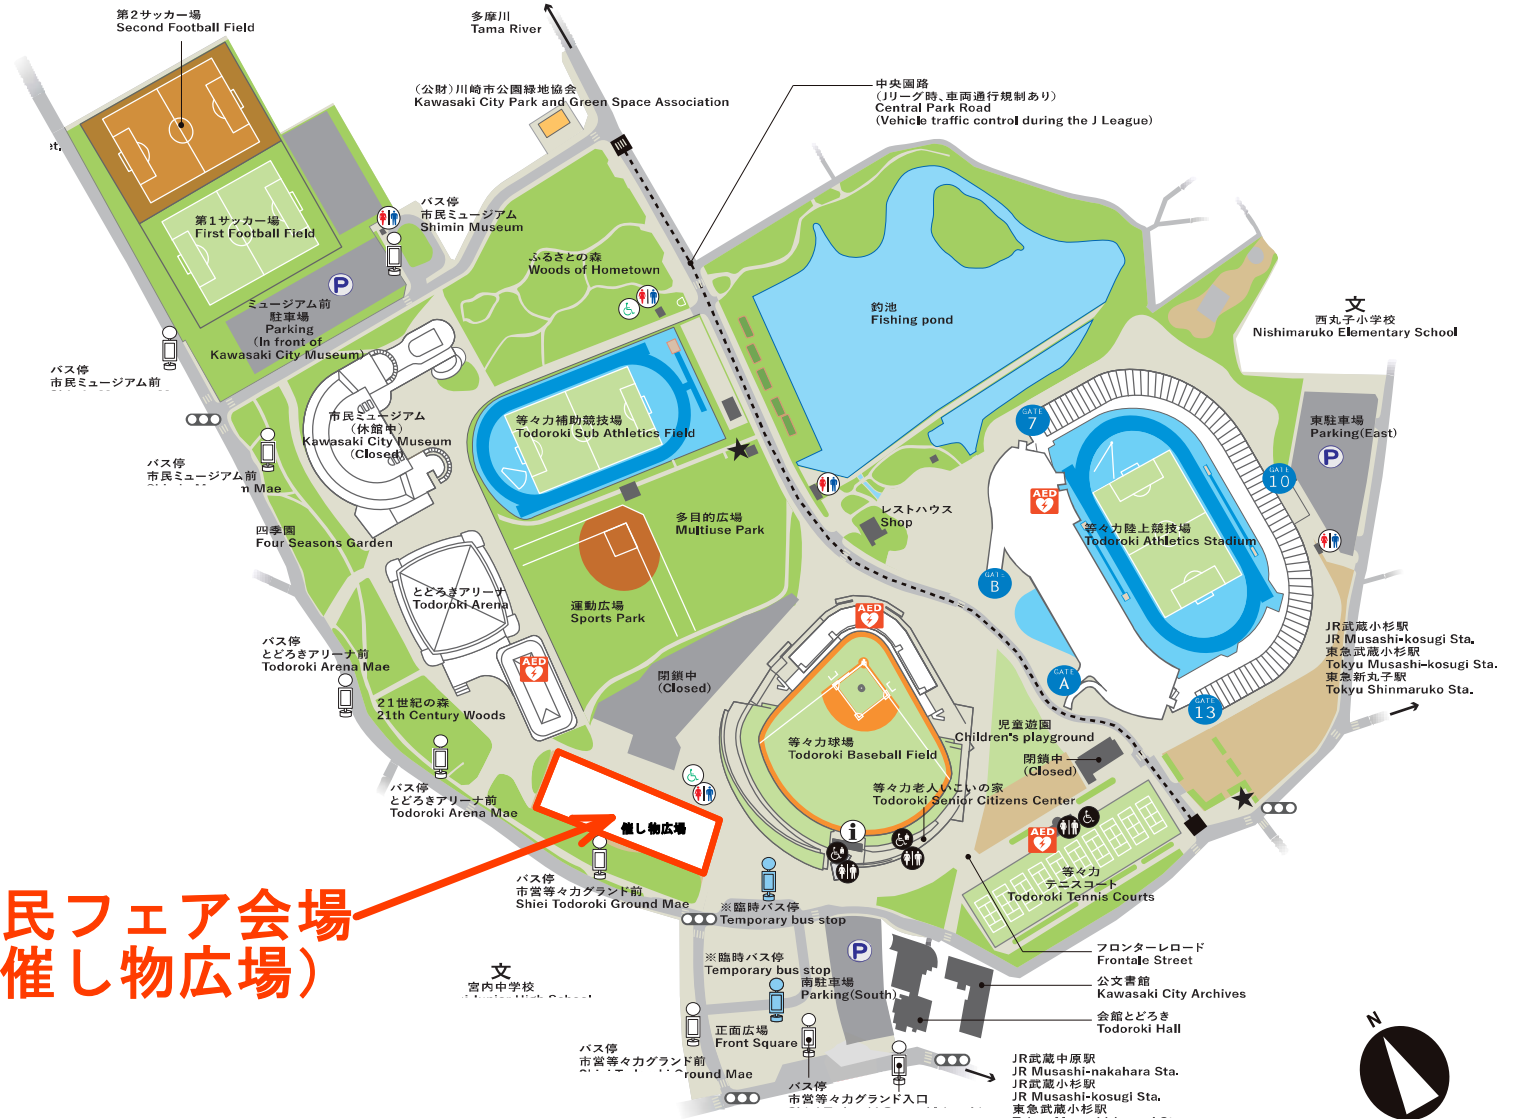 第2サッカー場
Second Football Field
多摩川
Tama River
(公財)川崎市公園緑地協会
Kawasaki City Park and Green Space Association
中央園路
(Jリーグ時、車両通行規制あり)
Central Park Road
(Vehicle traffic control during the J League)
第1サッカー場
First Football Field
バス停
市民ミュージアム
Shimin Museum
ふるさとの森
Woods of Hometown
P
ミュージアム前
駐車場
Parking
(In front of
Kawasaki City Museum)
釣池
Fishing pond
文
西丸子小学校
Nishimaruko Elementary School
バス停
市民ミュージアム前
市民ミュージアム
(休館中)
Kawasaki City Museum
(Closed)
等々力補助競技場
Todoroki Sub Athletics Field
GATE
7
東駐車場
Parking(East)
P
バス停
市民ミュージアム前
Mae
GATE
10
AED
レストハウス
Shop
多目的広場
Multiuse Park
四季園
Four Seasons Garden
等々力陸上競技場
Todoroki Athletics Stadium
GATE
B
とどろきアリーナ
Todoroki Arena
運動広場
Sports Park
AED
バス停
とどろきアリーナ前
Todoroki Arena Mae
AED
閉鎖中
(Closed)
GATE
A
GATE
13
JR武蔵小杉駅
JR Musashi-kosugi Sta.
東急武蔵小杉駅
Tokyu Musashi-kosugi Sta.
東急新丸子駅
Tokyu Shinmaruko Sta.
21世紀の森
21th Century Woods
児童遊園
Children's playground
等々力球場
Todoroki Baseball Field
閉鎖中
(Closed)
バス停
とどろきアリーナ前
Todoroki Arena Mae
等々力老人いこいの家
Todoroki Senior Citizens Center
催し物広場
i
AED
バス停
市営等々力グランド前
Shiei Todoroki Ground Mae
等々力
テニスコート
Todoroki Tennis Courts
民フェア会場
催し物広場)
※臨時バス停
Temporary bus stop
※臨時バス停
Temporary bus stop
P
南駐車場
Parking(South)
フロンターレロード
Frontale Street
文
宮内中学校
公文書館
Kawasaki City Archives
会館とどろき
Todoroki Hall
正面広場
Front Square
バス停
市営等々力グランド前
Ground Mae
バス停
市営等々力グランド入口
JR武蔵中原駅
JR Musashi-nakahara Sta.
JR武蔵小杉駅
JR Musashi-kosugi Sta.
東急武蔵小杉駅
N